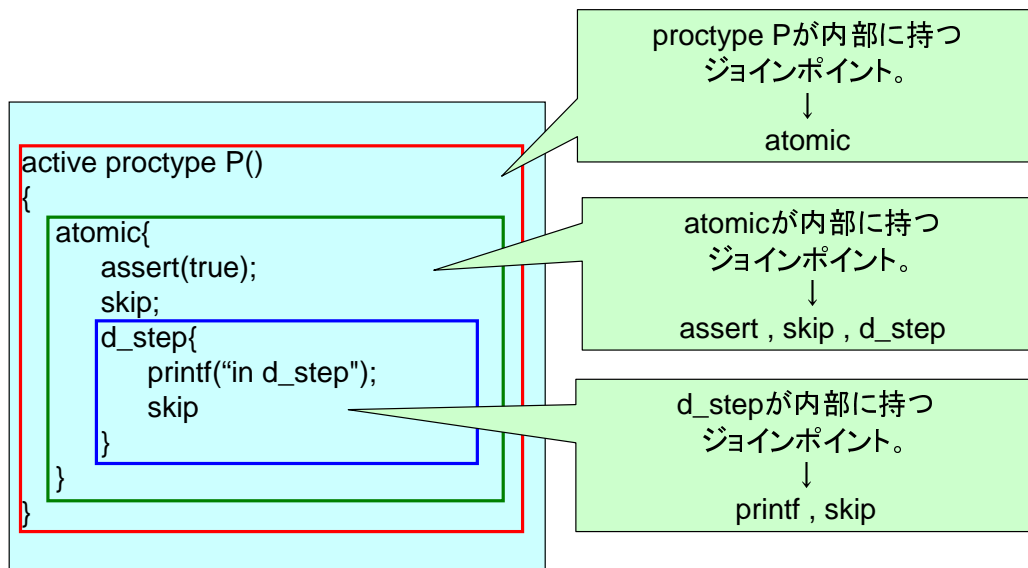 active proctype P()
{
atomic{
assert(true);
skip;
d_step{
printf(“in d_step");
skip
}
}
}
proctype Pが内部に持つ
ジョインポイント。
↓
atomic
atomicが内部に持つ
ジョインポイント。
↓
assert , skip , d_step
d_stepが内部に持つ
ジョインポイント。
↓
printf , skip